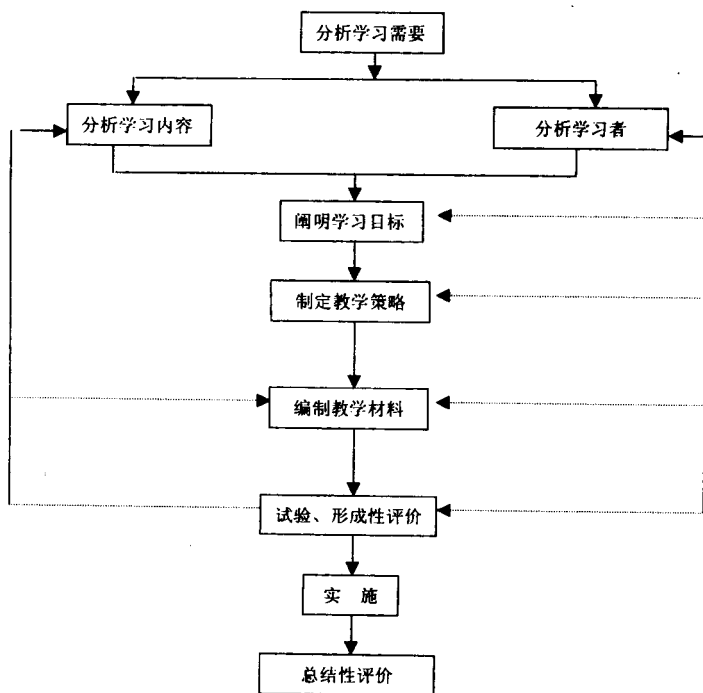 分析学习需要
分析学习内容
分析学习者
阐明学习目标
制定教学策略
编制教学材料
试验、形成性评价
实 施
总结性评价